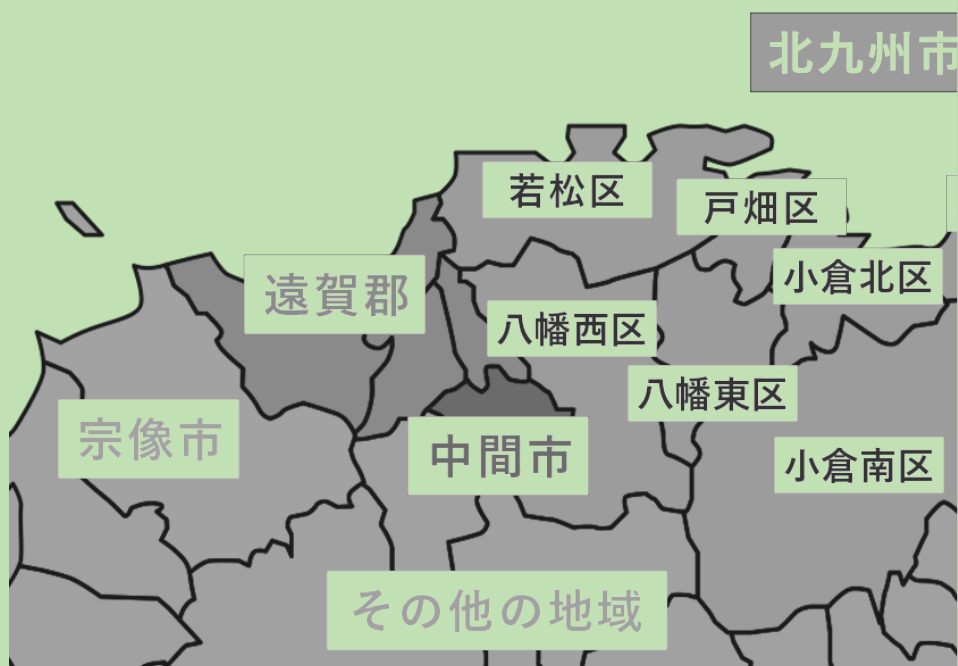 北九州市
若松区
戸畑区
小倉北区
遠賀郡
八幡西区
八幡東区
宗像市
中間市
小倉南区
その他の地域